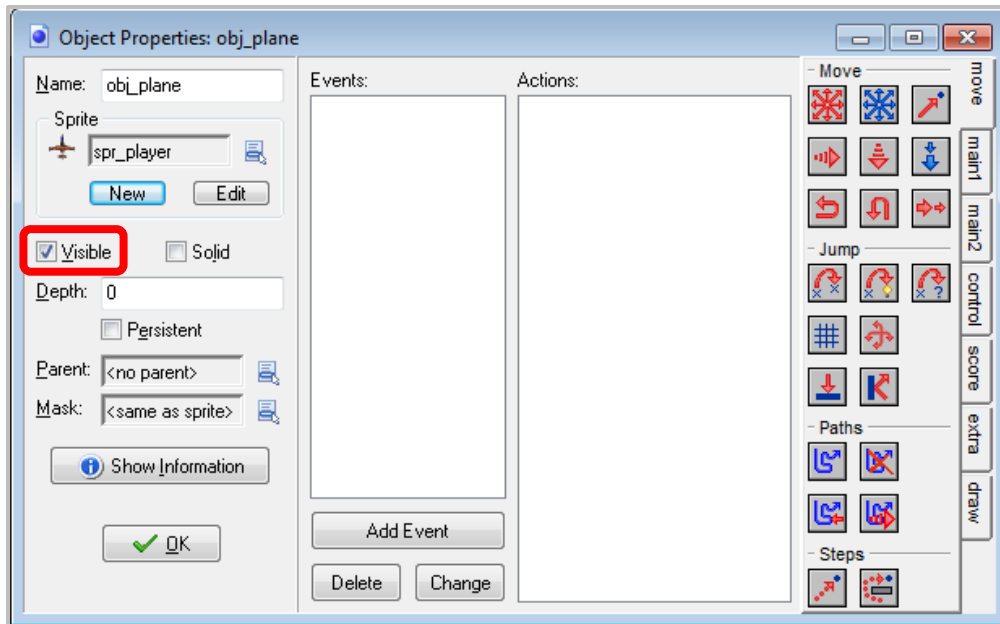 Object Properties: obj_plane
Name: obj_plane
Sprite
spr_player
New Edit
Visible Solid
Depth: 0
Persistent
Parent: <no parent>
Mask: <same as sprite>
Show Information
OK
Events:
Add Event
Delete Change
Actions:
Move
Jump
Paths
Steps
move
main1
main2
control
score
extra
draw